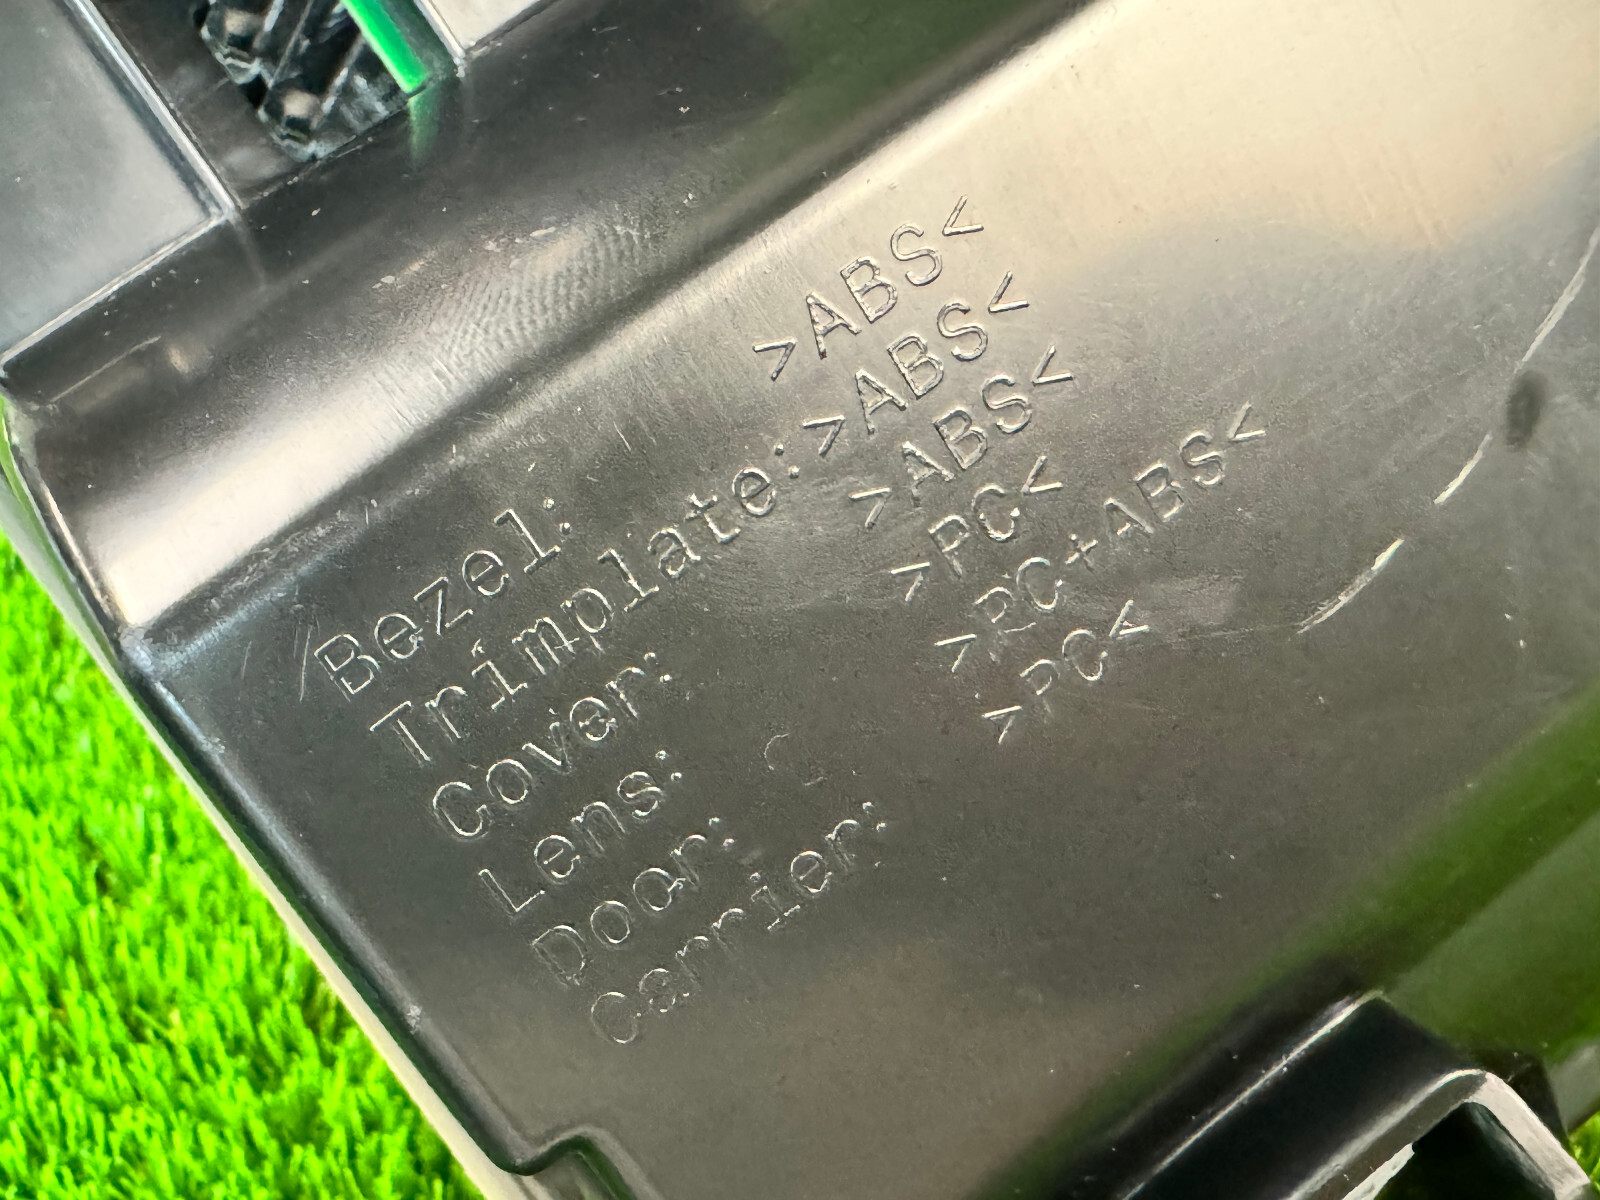 Bezel: >ABS<
Trimplate:>ABS<
Cover: >ABS<
Lens: >PC<
Door: >PC+ABS<
Carrier: >PC<